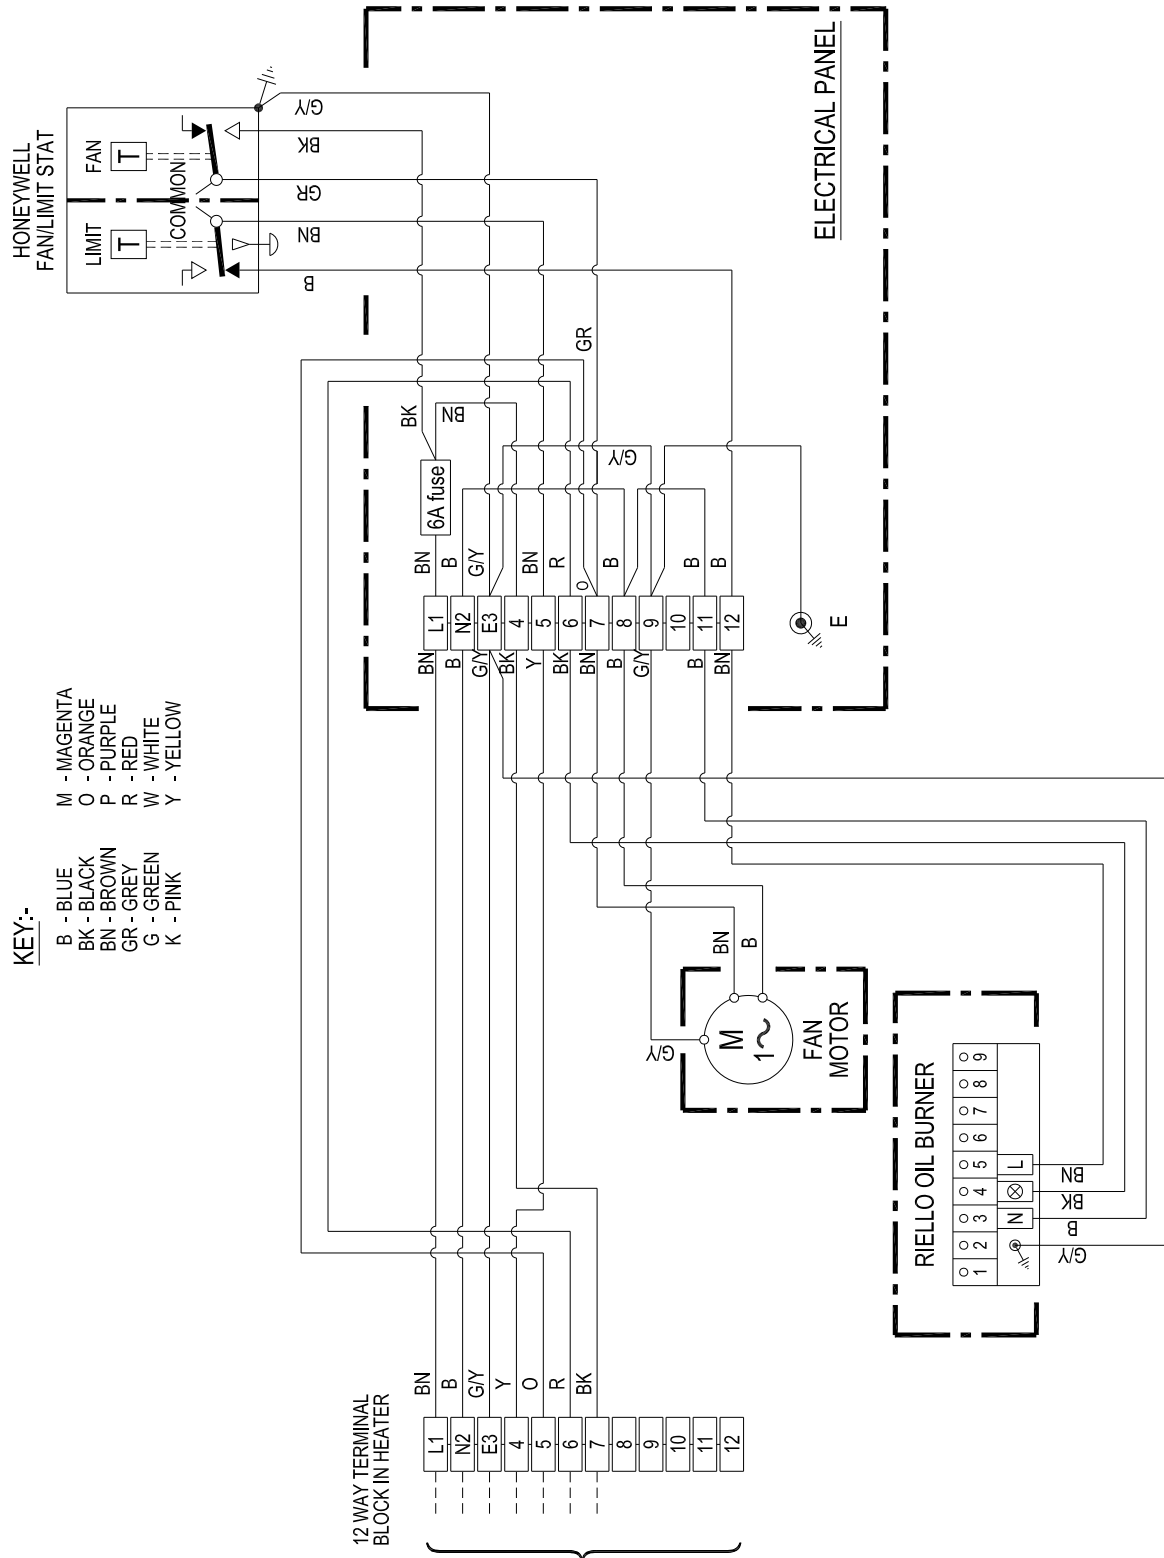 HONEYWELL
FAN/LIMIT STAT
LIMIT
FAN
T
T
COMMON
B
BN
GR
BK
G/Y
ELECTRICAL PANEL
GR
BK
BN
G/Y
6A fuse
BN
B
G/Y
BN
R
O
B
B
B
L1
N2
E3
4
5
6
7
8
9
10
11
12
E
BN
B
G/Y
BK
Y
BK
BN
B
G/Y
B
BN
KEY:-
B - BLUE
BK - BLACK
BN - BROWN
GR - GREY
G - GREEN
K - PINK
M - MAGENTA
O - ORANGE
P - PURPLE
R - RED
W - WHITE
Y - YELLOW
BN
B
G/Y
M
1~
FAN
MOTOR
RIELLO OIL BURNER
1 2 3 4 5 6 7 8 9
N
L
G/Y
B
BK
BN
12 WAY TERMINAL
BLOCK IN HEATER
BN
B
G/Y
Y
O
R
BK
L1
N2
E3
4
5
6
7
8
9
10
11
12